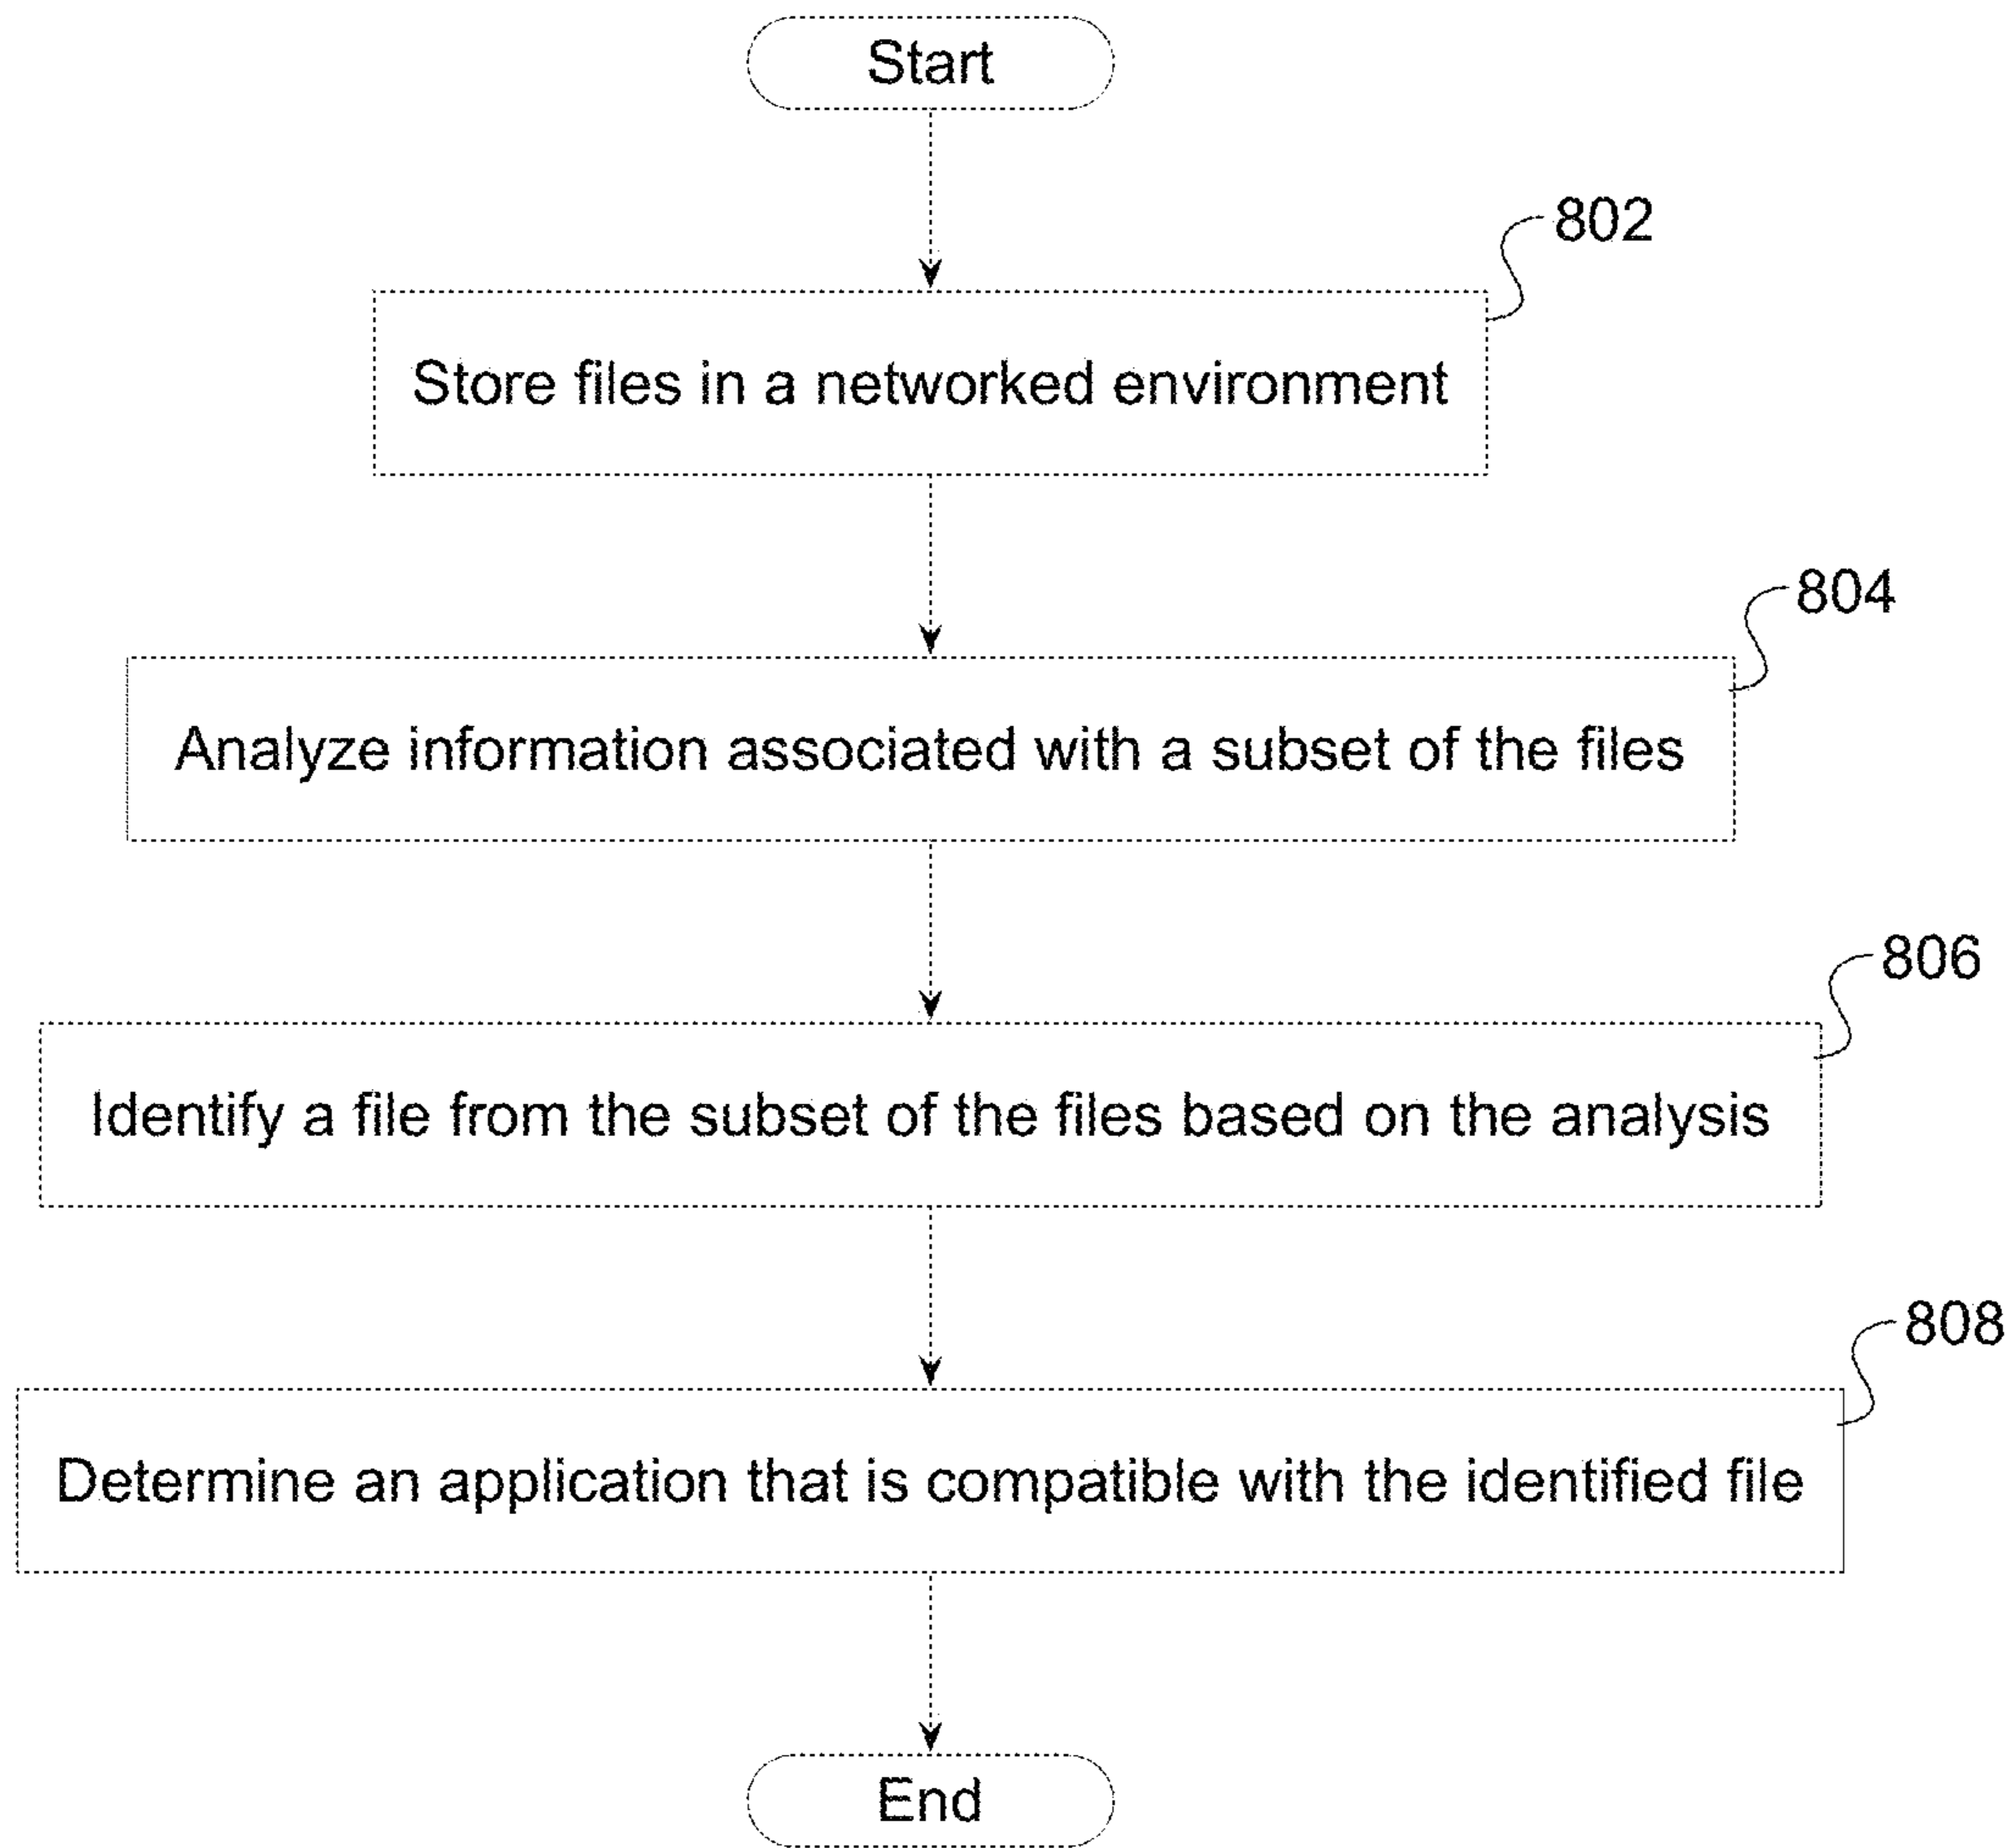 Start
802
Store files in a networked environment
804
Analyze information associated with a subset of the files
806
Identify a file from the subset of the files based on the analysis
808
Determine an application that is compatible with the identified file
End